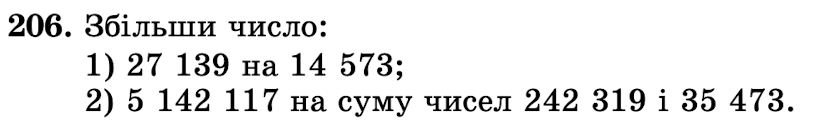 206. Збільши число:
1) 27 139 на 14 573;
2) 5 142 117 на суму чисел 242 319 і 35 473.